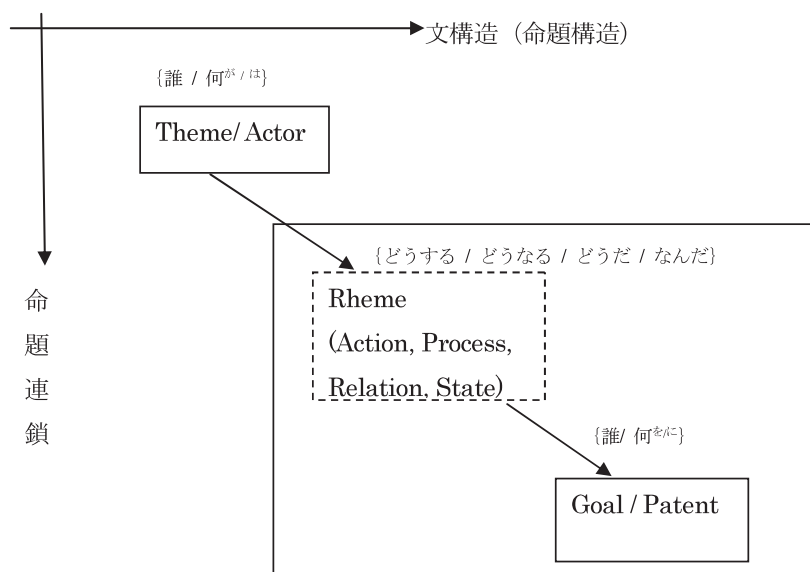 文構造（命題構造）
{誰 / 何が / は}
Theme/ Actor
{どうする / どうなる / どうだ / なんだ}
Rheme
(Action, Process,
Relation, State)
{誰/ 何を/に}
Goal / Patent
命
題
連
鎖